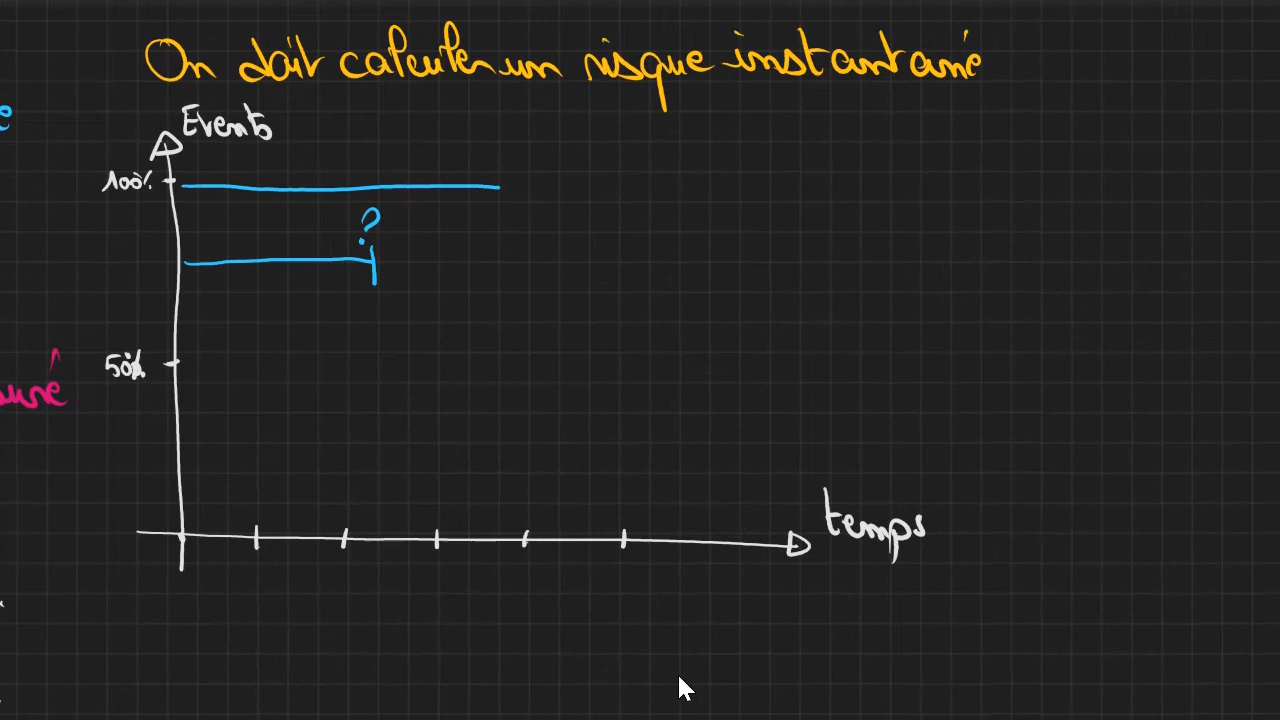 On doit calculer un risque instantané
e
Events
100%
?
50%
temps